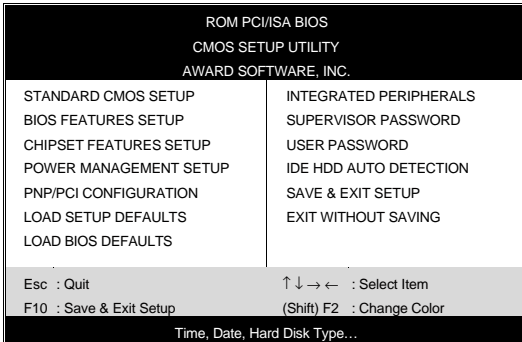 ROM PCI/ISA BIOS
CMOS SETUP UTILITY
AWARD SOFTWARE, INC.
STANDARD CMOS SETUP
BIOS FEATURES SETUP
CHIPSET FEATURES SETUP
POWER MANAGEMENT SETUP
PNP/PCI CONFIGURATION
LOAD SETUP DEFAULTS
LOAD BIOS DEFAULTS
INTEGRATED PERIPHERALS
SUPERVISOR PASSWORD
USER PASSWORD
IDE HDD AUTO DETECTION
SAVE & EXIT SETUP
EXIT WITHOUT SAVING
Esc : Quit ↑↓→← : Select Item
F10 : Save & Exit Setup (Shift) F2 : Change Color
Time, Date, Hard Disk Type…